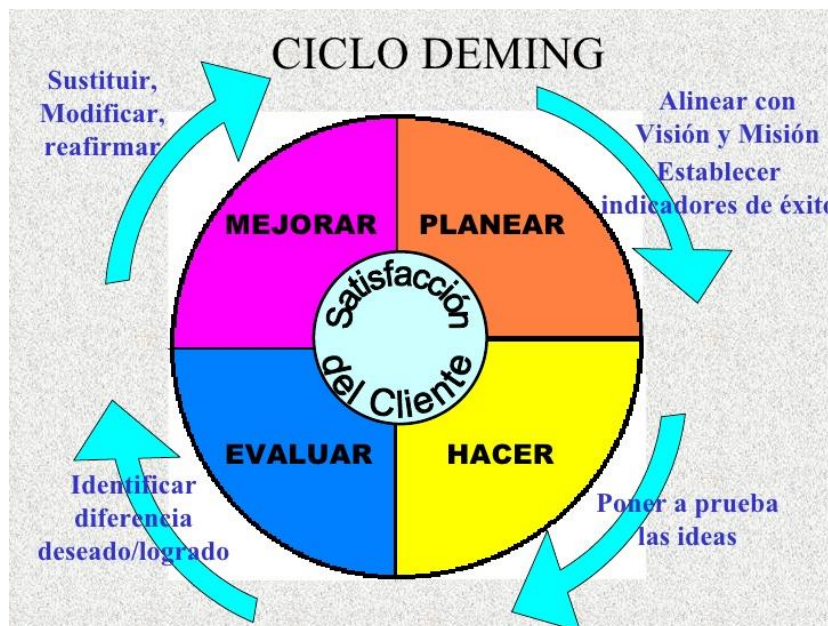 CICLO DEMING
Sustituir,
Modificar,
reafirmar
Alinear con
Visión y Misión
Establecer
indicadores de éxito
MEJORAR
PLANEAR
Satisfacción
del Cliente
EVALUAR
HACER
Identificar
diferencia
deseado/logrado
Poner a prueba
las ideas